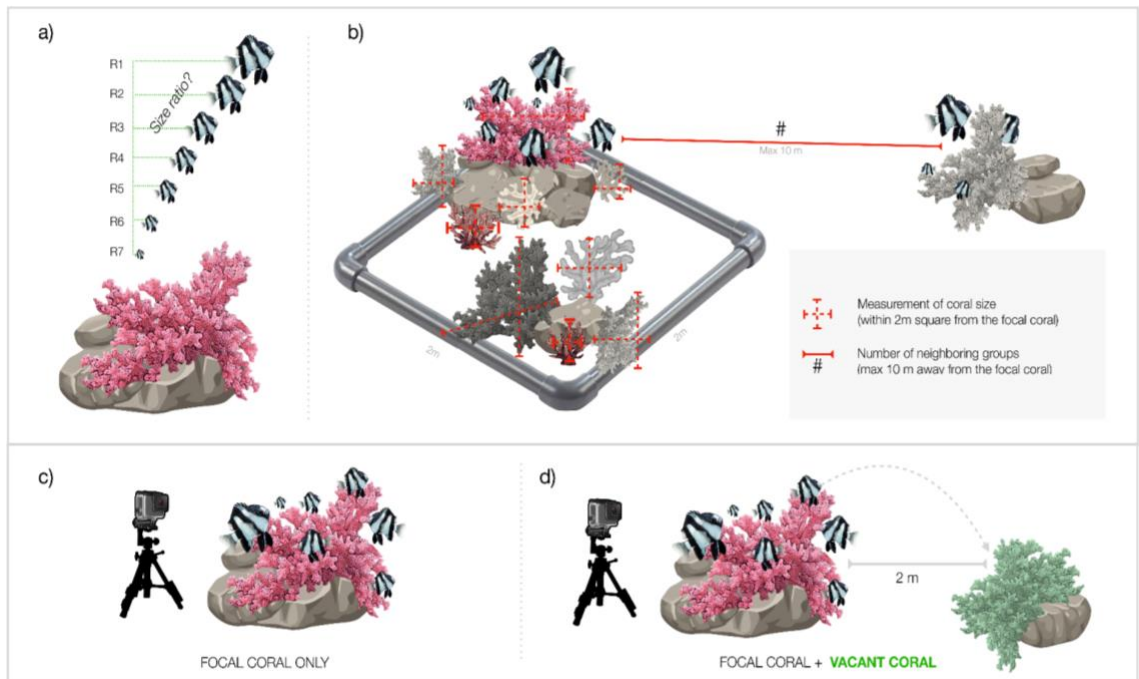 a)
R1
R2
R3
R4
R5
R6
R7
Size ratio?
b)
#
Max 10 m
2m
2m
Measurement of coral size
(within 2m square from the focal coral)
#
Number of neighboring groups
(max 10 m away from the focal coral)
c)
FOCAL CORAL ONLY
d)
2 m
FOCAL CORAL + VACANT CORAL